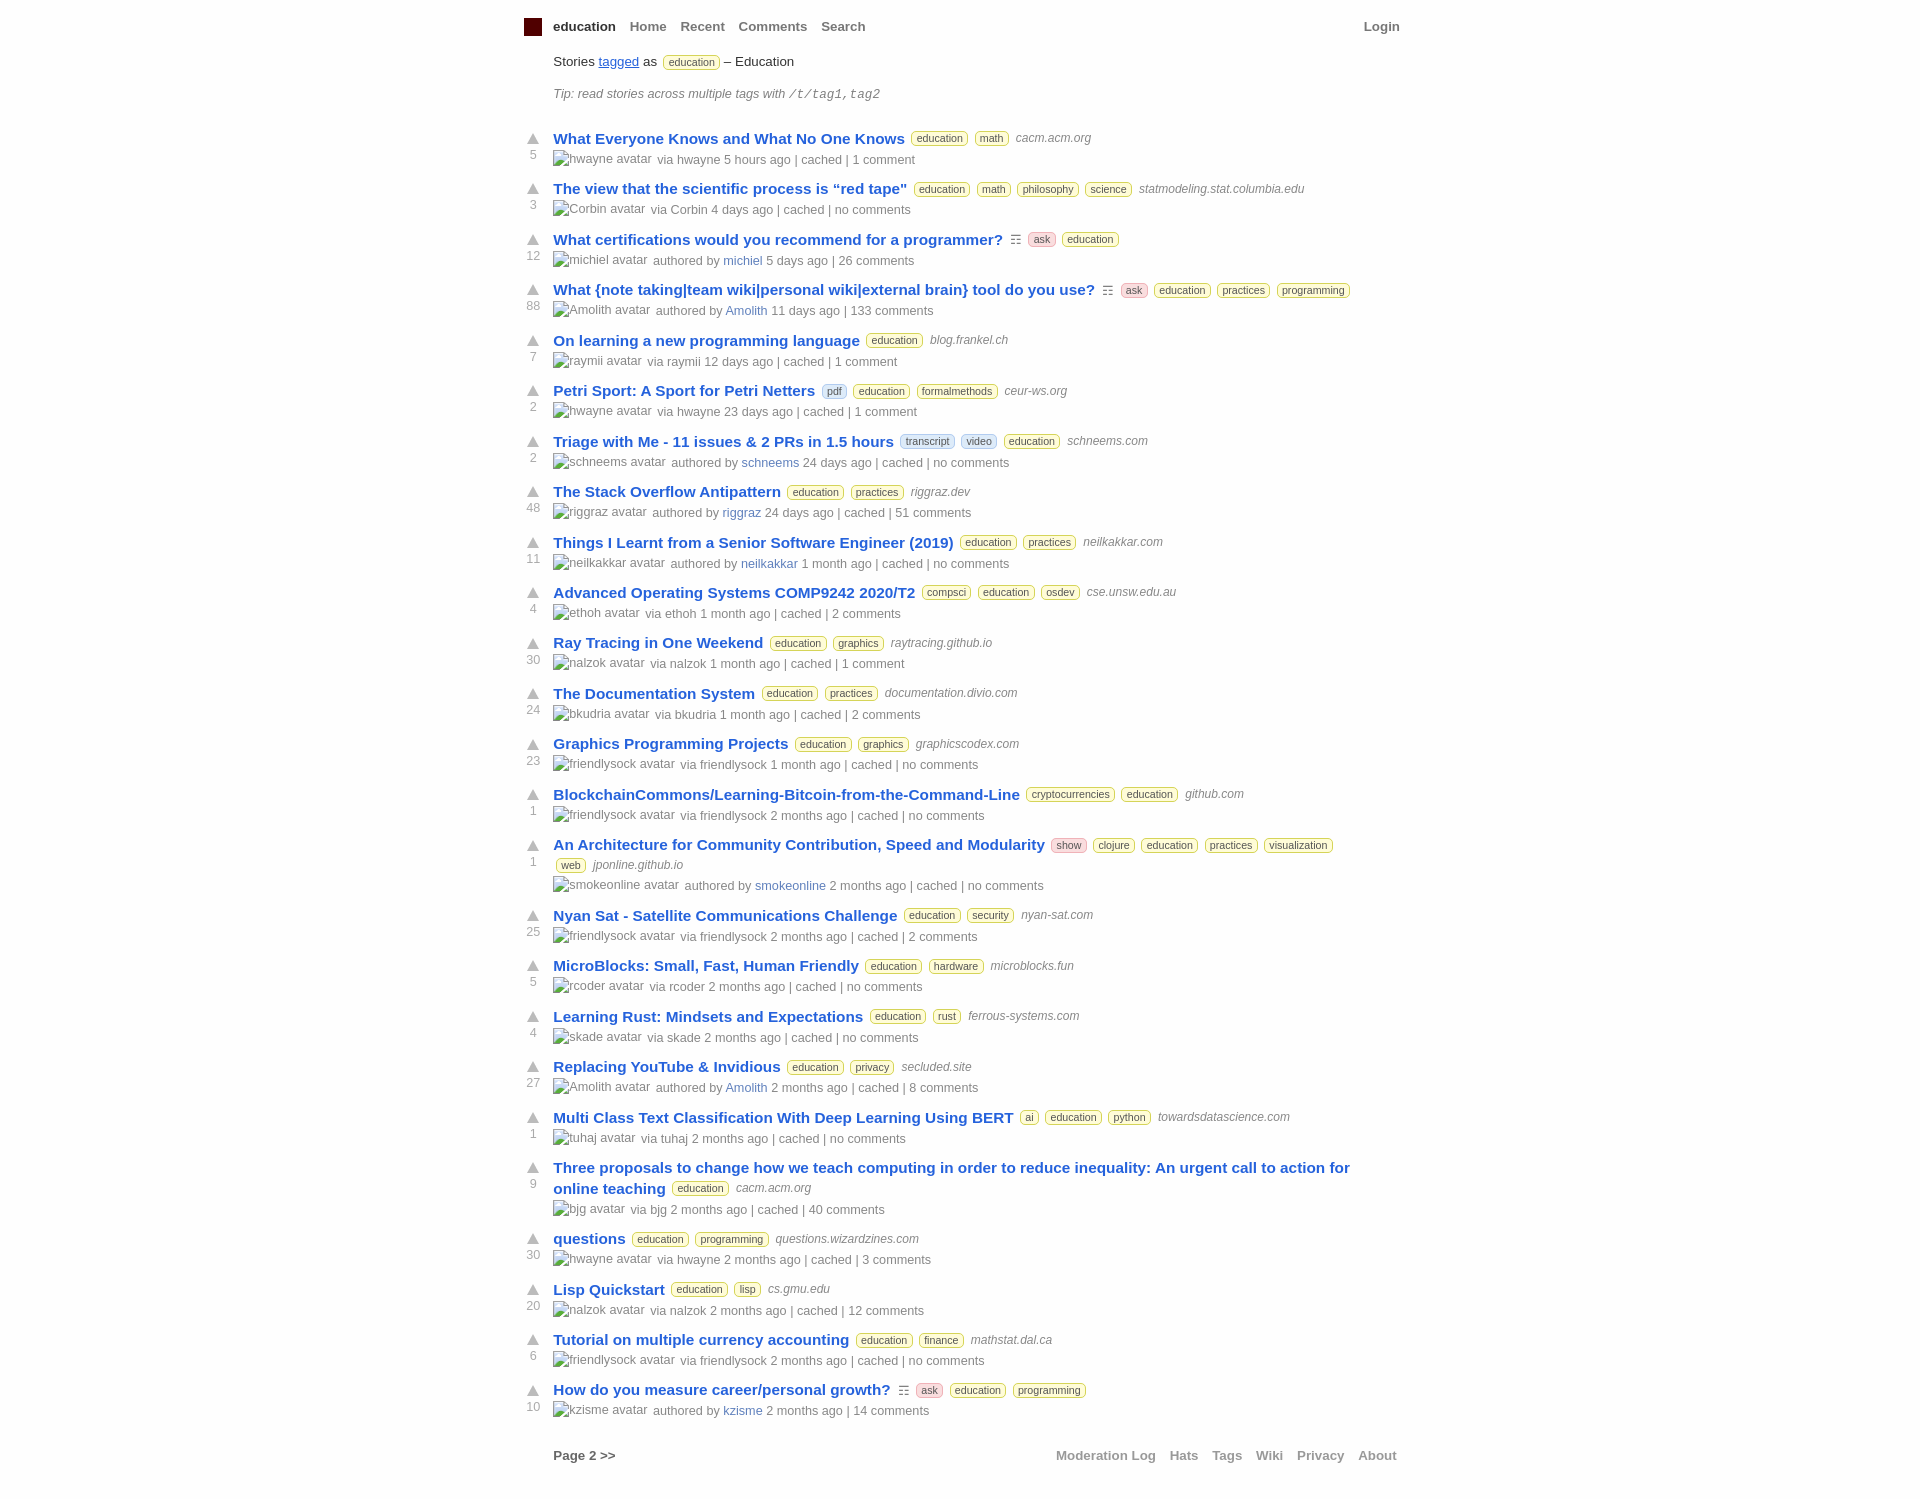 education Home Recent Comments Search Login
Stories tagged as education – Education
Tip: read stories across multiple tags with /t/tag1,tag2
What Everyone Knows and What No One Knows education math cacm.acm.org
5 hwayne avatar via hwayne 5 hours ago | cached | 1 comment
The view that the scientific process is “red tape" education math philosophy science statmodeling.stat.columbia.edu
3 Corbin avatar via Corbin 4 days ago | cached | no comments
What certifications would you recommend for a programmer? ☶ ask education
12 michiel avatar authored by michiel 5 days ago | 26 comments
What {note taking|team wiki|personal wiki|external brain} tool do you use? ☶ ask education practices programming
88 Amolith avatar authored by Amolith 11 days ago | 133 comments
On learning a new programming language education blog.frankel.ch
7 raymii avatar via raymii 12 days ago | cached | 1 comment
Petri Sport: A Sport for Petri Netters pdf education formalmethods ceur-ws.org
2 hwayne avatar via hwayne 23 days ago | cached | 1 comment
Triage with Me - 11 issues & 2 PRs in 1.5 hours transcript video education schneems.com
2 schneems avatar authored by schneems 24 days ago | cached | no comments
The Stack Overflow Antipattern education practices riggraz.dev
48 riggraz avatar authored by riggraz 24 days ago | cached | 51 comments
Things I Learnt from a Senior Software Engineer (2019) education practices neilkakkar.com
11 neilkakkar avatar authored by neilkakkar 1 month ago | cached | no comments
Advanced Operating Systems COMP9242 2020/T2 compsci education osdev cse.unsw.edu.au
4 ethoh avatar via ethoh 1 month ago | cached | 2 comments
Ray Tracing in One Weekend education graphics raytracing.github.io
30 nalzok avatar via nalzok 1 month ago | cached | 1 comment
The Documentation System education practices documentation.divio.com
24 bkudria avatar via bkudria 1 month ago | cached | 2 comments
Graphics Programming Projects education graphics graphicscodex.com
23 friendlysock avatar via friendlysock 1 month ago | cached | no comments
BlockchainCommons/Learning-Bitcoin-from-the-Command-Line cryptocurrencies education github.com
1 friendlysock avatar via friendlysock 2 months ago | cached | no comments
An Architecture for Community Contribution, Speed and Modularity show clojure education practices visualization
1 web jponline.github.io
smokeonline avatar authored by smokeonline 2 months ago | cached | no comments
Nyan Sat - Satellite Communications Challenge education security nyan-sat.com
25 friendlysock avatar via friendlysock 2 months ago | cached | 2 comments
MicroBlocks: Small, Fast, Human Friendly education hardware microblocks.fun
5 rcoder avatar via rcoder 2 months ago | cached | no comments
Learning Rust: Mindsets and Expectations education rust ferrous-systems.com
4 skade avatar via skade 2 months ago | cached | no comments
Replacing YouTube & Invidious education privacy secluded.site
27 Amolith avatar authored by Amolith 2 months ago | cached | 8 comments
Multi Class Text Classification With Deep Learning Using BERT ai education python towardsdatascience.com
1 tuhaj avatar via tuhaj 2 months ago | cached | no comments
Three proposals to change how we teach computing in order to reduce inequality: An urgent call to action for
9 online teaching education cacm.acm.org
bjg avatar via bjg 2 months ago | cached | 40 comments
questions education programming questions.wizardzines.com
30 hwayne avatar via hwayne 2 months ago | cached | 3 comments
Lisp Quickstart education lisp cs.gmu.edu
20 nalzok avatar via nalzok 2 months ago | cached | 12 comments
Tutorial on multiple currency accounting education finance mathstat.dal.ca
6 friendlysock avatar via friendlysock 2 months ago | cached | no comments
How do you measure career/personal growth? ☶ ask education programming
10 kzisme avatar authored by kzisme 2 months ago | 14 comments
Page 2 >> Moderation Log Hats Tags Wiki Privacy About